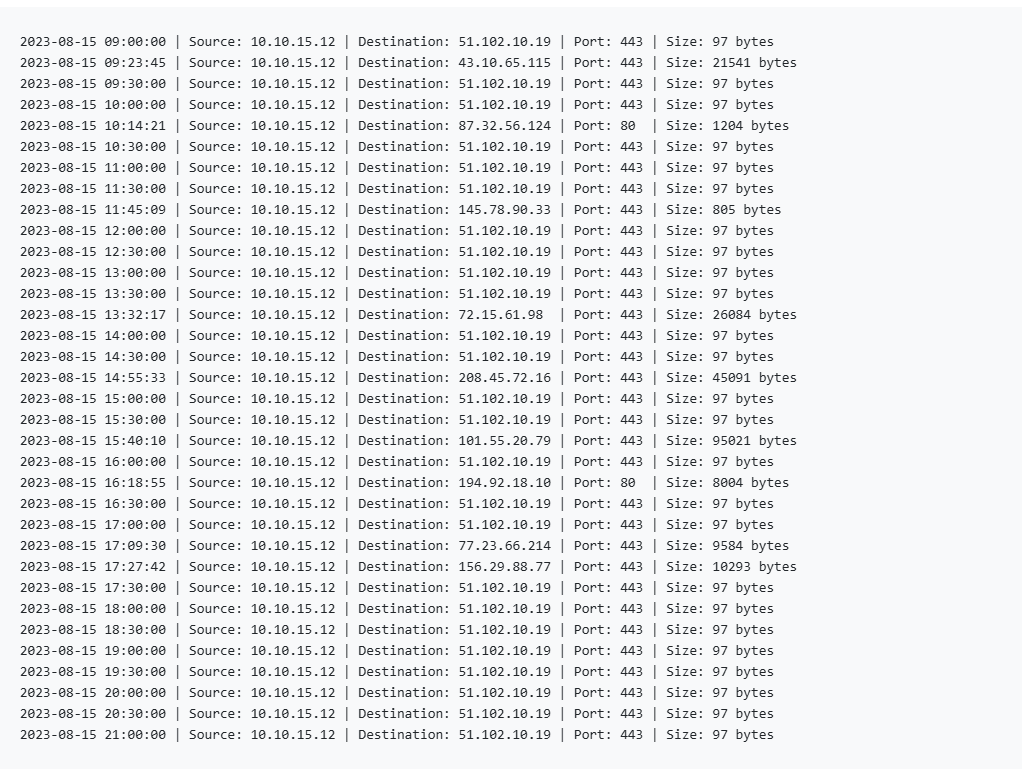 2023-08-15 09:00:00 | Source: 10.10.15.12 | Destination: 51.102.10.19 | Port: 443 | Size: 97 bytes
2023-08-15 09:23:45 | Source: 10.10.15.12 | Destination: 43.10.65.115 | Port: 443 | Size: 21541 bytes
2023-08-15 09:30:00 | Source: 10.10.15.12 | Destination: 51.102.10.19 | Port: 443 | Size: 97 bytes
2023-08-15 10:00:00 | Source: 10.10.15.12 | Destination: 51.102.10.19 | Port: 443 | Size: 97 bytes
2023-08-15 10:14:21 | Source: 10.10.15.12 | Destination: 87.32.56.124 | Port: 80  | Size: 1204 bytes
2023-08-15 10:30:00 | Source: 10.10.15.12 | Destination: 51.102.10.19 | Port: 443 | Size: 97 bytes
2023-08-15 11:00:00 | Source: 10.10.15.12 | Destination: 51.102.10.19 | Port: 443 | Size: 97 bytes
2023-08-15 11:30:00 | Source: 10.10.15.12 | Destination: 51.102.10.19 | Port: 443 | Size: 97 bytes
2023-08-15 11:45:09 | Source: 10.10.15.12 | Destination: 145.78.90.33 | Port: 443 | Size: 805 bytes
2023-08-15 12:00:00 | Source: 10.10.15.12 | Destination: 51.102.10.19 | Port: 443 | Size: 97 bytes
2023-08-15 12:30:00 | Source: 10.10.15.12 | Destination: 51.102.10.19 | Port: 443 | Size: 97 bytes
2023-08-15 13:00:00 | Source: 10.10.15.12 | Destination: 51.102.10.19 | Port: 443 | Size: 97 bytes
2023-08-15 13:30:00 | Source: 10.10.15.12 | Destination: 51.102.10.19 | Port: 443 | Size: 97 bytes
2023-08-15 13:32:17 | Source: 10.10.15.12 | Destination: 72.15.61.98  | Port: 443 | Size: 26084 bytes
2023-08-15 14:00:00 | Source: 10.10.15.12 | Destination: 51.102.10.19 | Port: 443 | Size: 97 bytes
2023-08-15 14:30:00 | Source: 10.10.15.12 | Destination: 51.102.10.19 | Port: 443 | Size: 97 bytes
2023-08-15 14:55:33 | Source: 10.10.15.12 | Destination: 208.45.72.16 | Port: 443 | Size: 45091 bytes
2023-08-15 15:00:00 | Source: 10.10.15.12 | Destination: 51.102.10.19 | Port: 443 | Size: 97 bytes
2023-08-15 15:30:00 | Source: 10.10.15.12 | Destination: 51.102.10.19 | Port: 443 | Size: 97 bytes
2023-08-15 15:40:10 | Source: 10.10.15.12 | Destination: 101.55.20.79 | Port: 443 | Size: 95021 bytes
2023-08-15 16:00:00 | Source: 10.10.15.12 | Destination: 51.102.10.19 | Port: 443 | Size: 97 bytes
2023-08-15 16:18:55 | Source: 10.10.15.12 | Destination: 194.92.18.10 | Port: 80  | Size: 8004 bytes
2023-08-15 16:30:00 | Source: 10.10.15.12 | Destination: 51.102.10.19 | Port: 443 | Size: 97 bytes
2023-08-15 17:00:00 | Source: 10.10.15.12 | Destination: 51.102.10.19 | Port: 443 | Size: 97 bytes
2023-08-15 17:09:30 | Source: 10.10.15.12 | Destination: 77.23.66.214 | Port: 443 | Size: 9584 bytes
2023-08-15 17:27:42 | Source: 10.10.15.12 | Destination: 156.29.88.77 | Port: 443 | Size: 10293 bytes
2023-08-15 17:30:00 | Source: 10.10.15.12 | Destination: 51.102.10.19 | Port: 443 | Size: 97 bytes
2023-08-15 18:00:00 | Source: 10.10.15.12 | Destination: 51.102.10.19 | Port: 443 | Size: 97 bytes
2023-08-15 18:30:00 | Source: 10.10.15.12 | Destination: 51.102.10.19 | Port: 443 | Size: 97 bytes
2023-08-15 19:00:00 | Source: 10.10.15.12 | Destination: 51.102.10.19 | Port: 443 | Size: 97 bytes
2023-08-15 19:30:00 | Source: 10.10.15.12 | Destination: 51.102.10.19 | Port: 443 | Size: 97 bytes
2023-08-15 20:00:00 | Source: 10.10.15.12 | Destination: 51.102.10.19 | Port: 443 | Size: 97 bytes
2023-08-15 20:30:00 | Source: 10.10.15.12 | Destination: 51.102.10.19 | Port: 443 | Size: 97 bytes
2023-08-15 21:00:00 | Source: 10.10.15.12 | Destination: 51.102.10.19 | Port: 443 | Size: 97 bytes